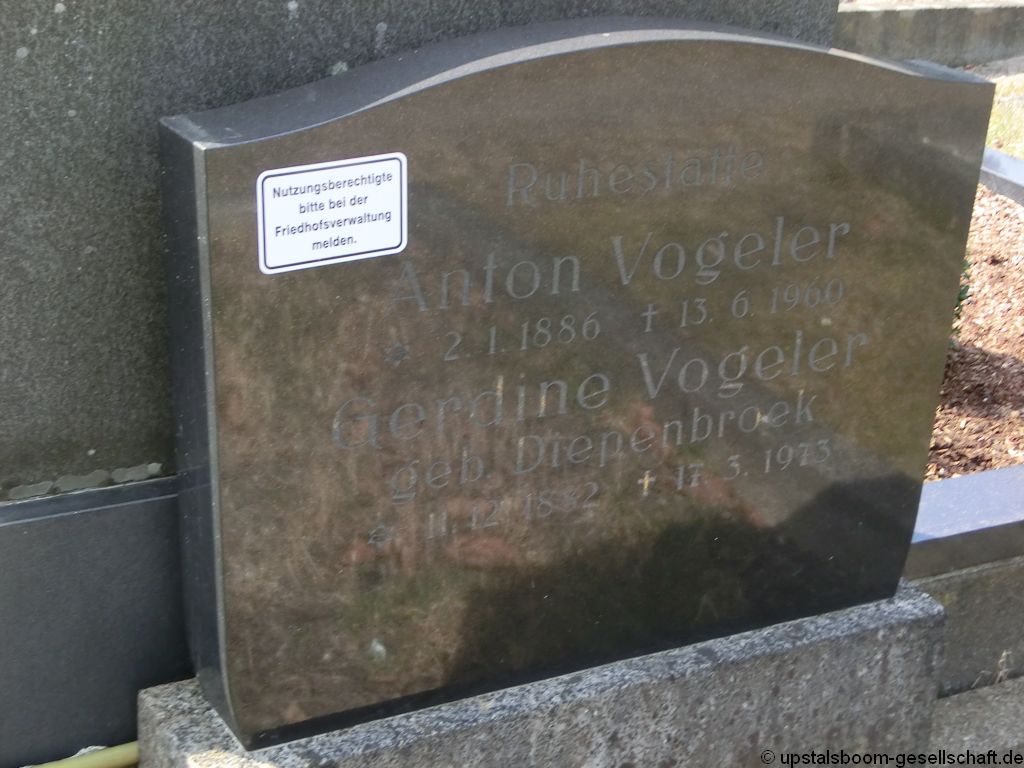 Nutzungsberechtigte
bitte bei der
Friedhofsverwaltung
melden.
Ruhestätte
Anton Vogeler
2. 1. 1886 † 13. 6. 1960
Gerdine Vogeler
geb. Diepenbroek
11. 12. 1882 † 17. 3. 1973
© upstalsboom-gesellschaft.de